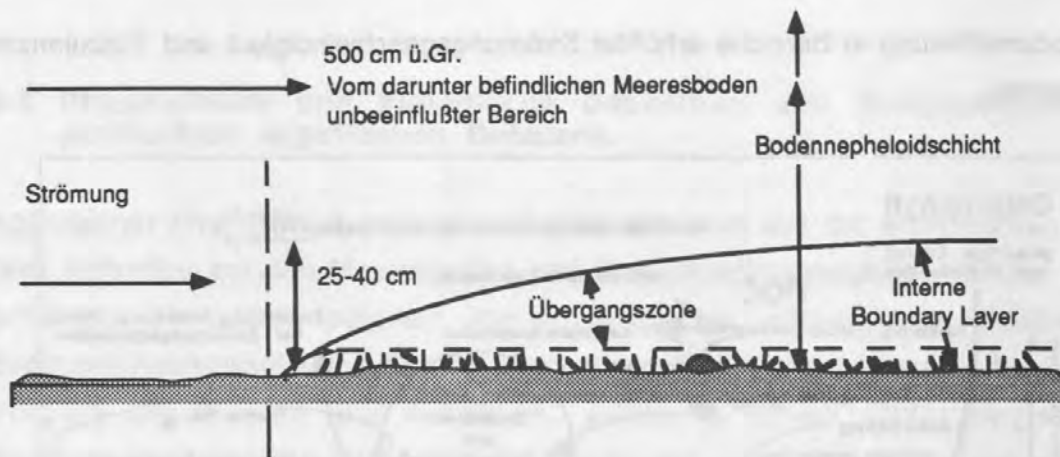 500 cm ü.Gr.
Vom darunter befindlichen Meeresboden
unbeeinflußter Bereich
Bodennepheloidschicht
Strömung
25-40 cm
Übergangszone
Interne
Boundary Layer